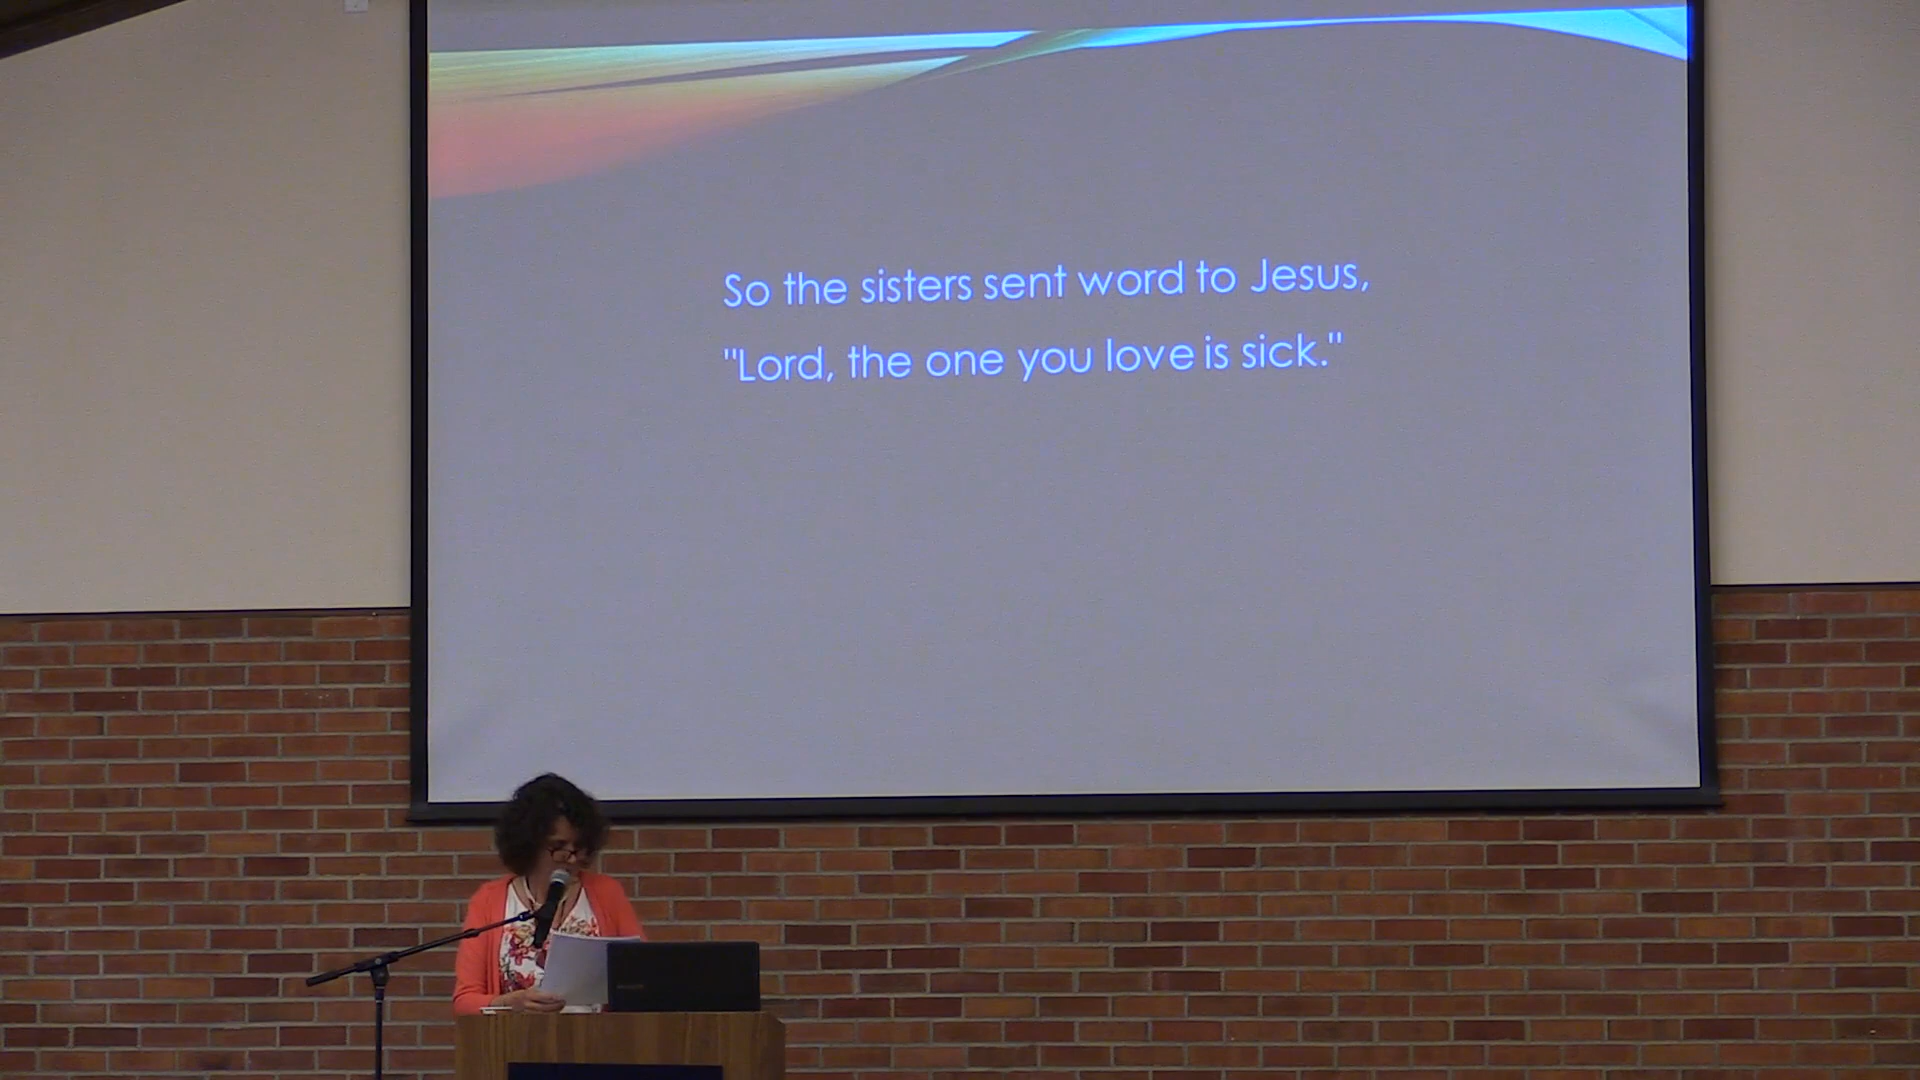 So the sisters sent word to Jesus,
"Lord, the one you love is sick."